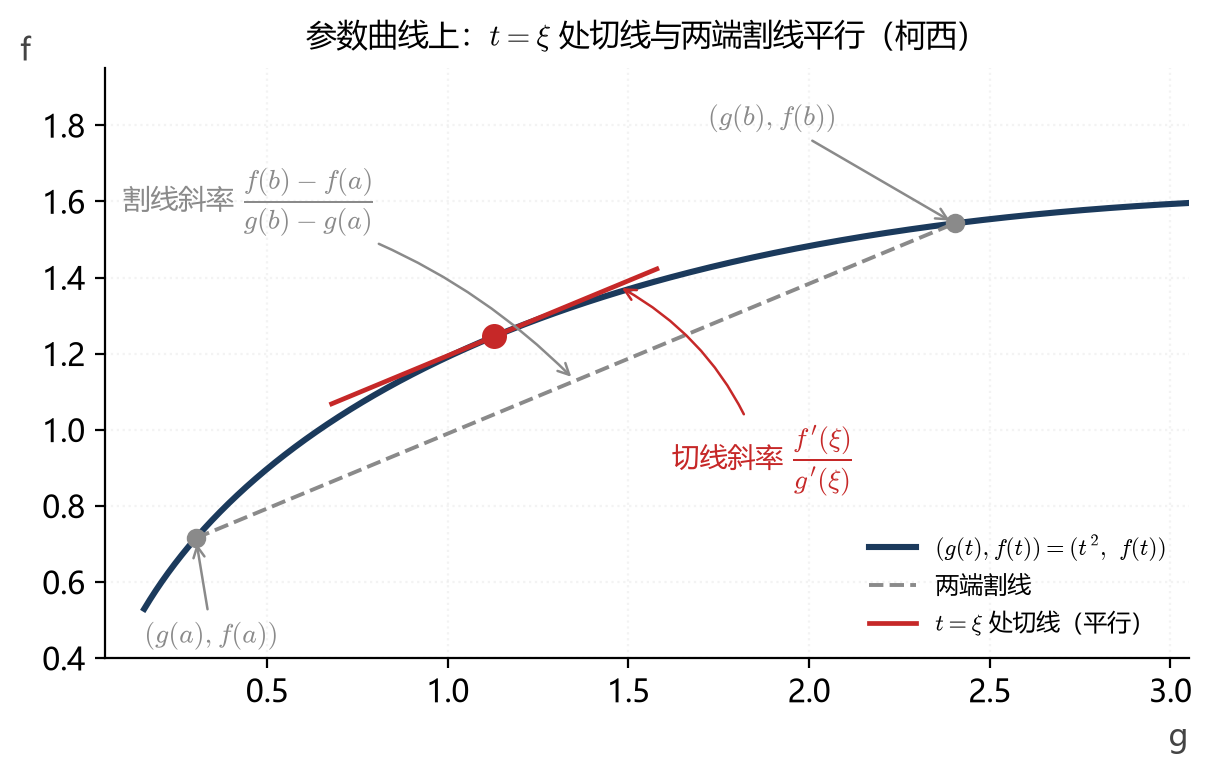 参数曲线上：t = ξ 处切线与两端割线平行（柯西）
f
1.8
1.6
1.4
1.2
1.0
0.8
0.6
0.4
(g(b), f(b))
割线斜率 \frac{f(b) − f(a)}{g(b) − g(a)}
切线斜率 \frac{f′(ξ)}{g′(ξ)}
(g(a), f(a))
(g(t), f(t)) = (t², f(t))
两端割线
t = ξ 处切线（平行）
0.5 1.0 1.5 2.0 2.5 3.0
g